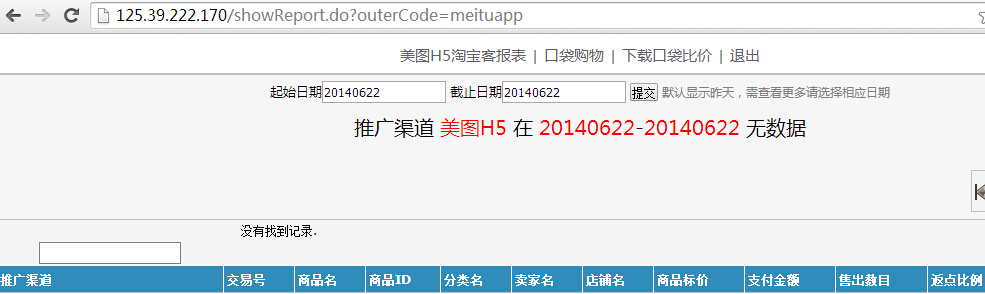 125.39.222.170/showReport.do?outerCode=meituapp
美图H5淘宝客报表 | 口袋购物 | 下载口袋比价 | 退出
起始日期 20140622 截止日期 20140622 提交 默认显示昨天，需查看更多请选择相应日期
推广渠道 美图H5 在 20140622-20140622 无数据
没有找到记录.
推广渠道 交易号 商品名 商品ID 分类名 卖家名 店铺名 商品标价 支付金额 售出数目 返点比例